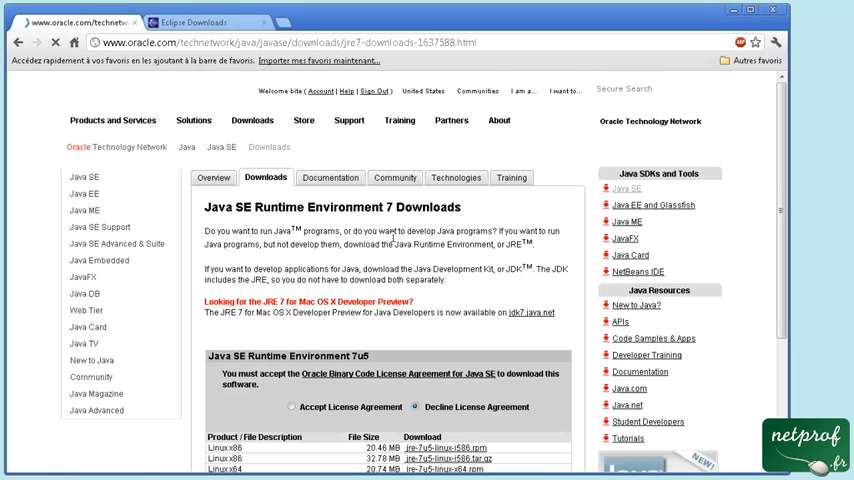 www.oracle.com/technetw
Eclipse Downloads
www.oracle.com/technetwork/java/javase/downloads/jre7-downloads-1637588.html
Accédez rapidement à vos favoris en les ajoutant à la barre de favoris. Importer mes favoris maintenant...
Autres favoris
Welcome bite ( Account | Help | Sign Out ) United States Communities I am a... I want to... Secure Search
Products and Services Solutions Downloads Store Support Training Partners About Oracle Technology Network
Oracle Technology Network Java Java SE Downloads
Java SE
Java EE
Java ME
Java SE Support
Java SE Advanced & Suite
Java Embedded
JavaFX
Java DB
Web Tier
Java Card
Java TV
New to Java
Community
Java Magazine
Java Advanced
Overview Downloads Documentation Community Technologies Training
Java SE Runtime Environment 7 Downloads
Do you want to run Java™ programs, or do you want to develop Java programs? If you want to run
Java programs, but not develop them, download the Java Runtime Environment, or JRE™.
If you want to develop applications for Java, download the Java Development Kit, or JDK™. The JDK
includes the JRE, so you do not have to download both separately.
Looking for the JRE 7 for Mac OS X Developer Preview?
The JRE 7 for Mac OS X Developer Preview for Java Developers is now available on jdk7.java.net
Java SE Runtime Environment 7u5
You must accept the Oracle Binary Code License Agreement for Java SE to download this
software.
Accept License Agreement Decline License Agreement
Product / File Description File Size Download
Linux x86 20.46 MB jre-7u5-linux-i586.rpm
Linux x86 32.78 MB jre-7u5-linux-i586.tar.gz
Linux x64 20.74 MB jre-7u5-linux-x64.rpm
Java SDKs and Tools
Java SE
Java EE and Glassfish
Java ME
JavaFX
Java Card
NetBeans IDE
Java Resources
New to Java?
APIs
Code Samples & Apps
Developer Training
Documentation
Java.com
Java.net
Student Developers
Tutorials
NEW!
netprof
.fr